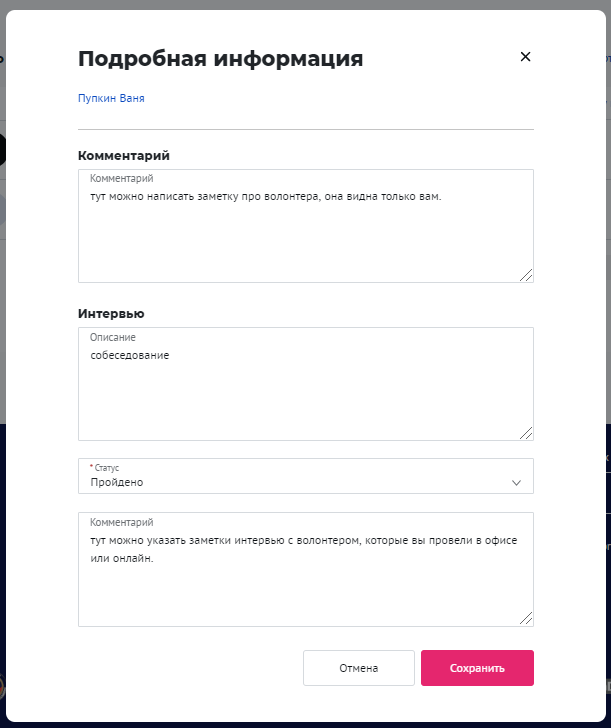 Подробная информация
Пупкин Ваня
Комментарий
Комментарий
тут можно написать заметку про волонтера, она видна только вам.
Интервью
Описание
собеседование
* Статус
Пройдено
Комментарий
тут можно указать заметки интервью с волонтером, которые вы провели в офисе
или онлайн.
Отмена
Сохранить